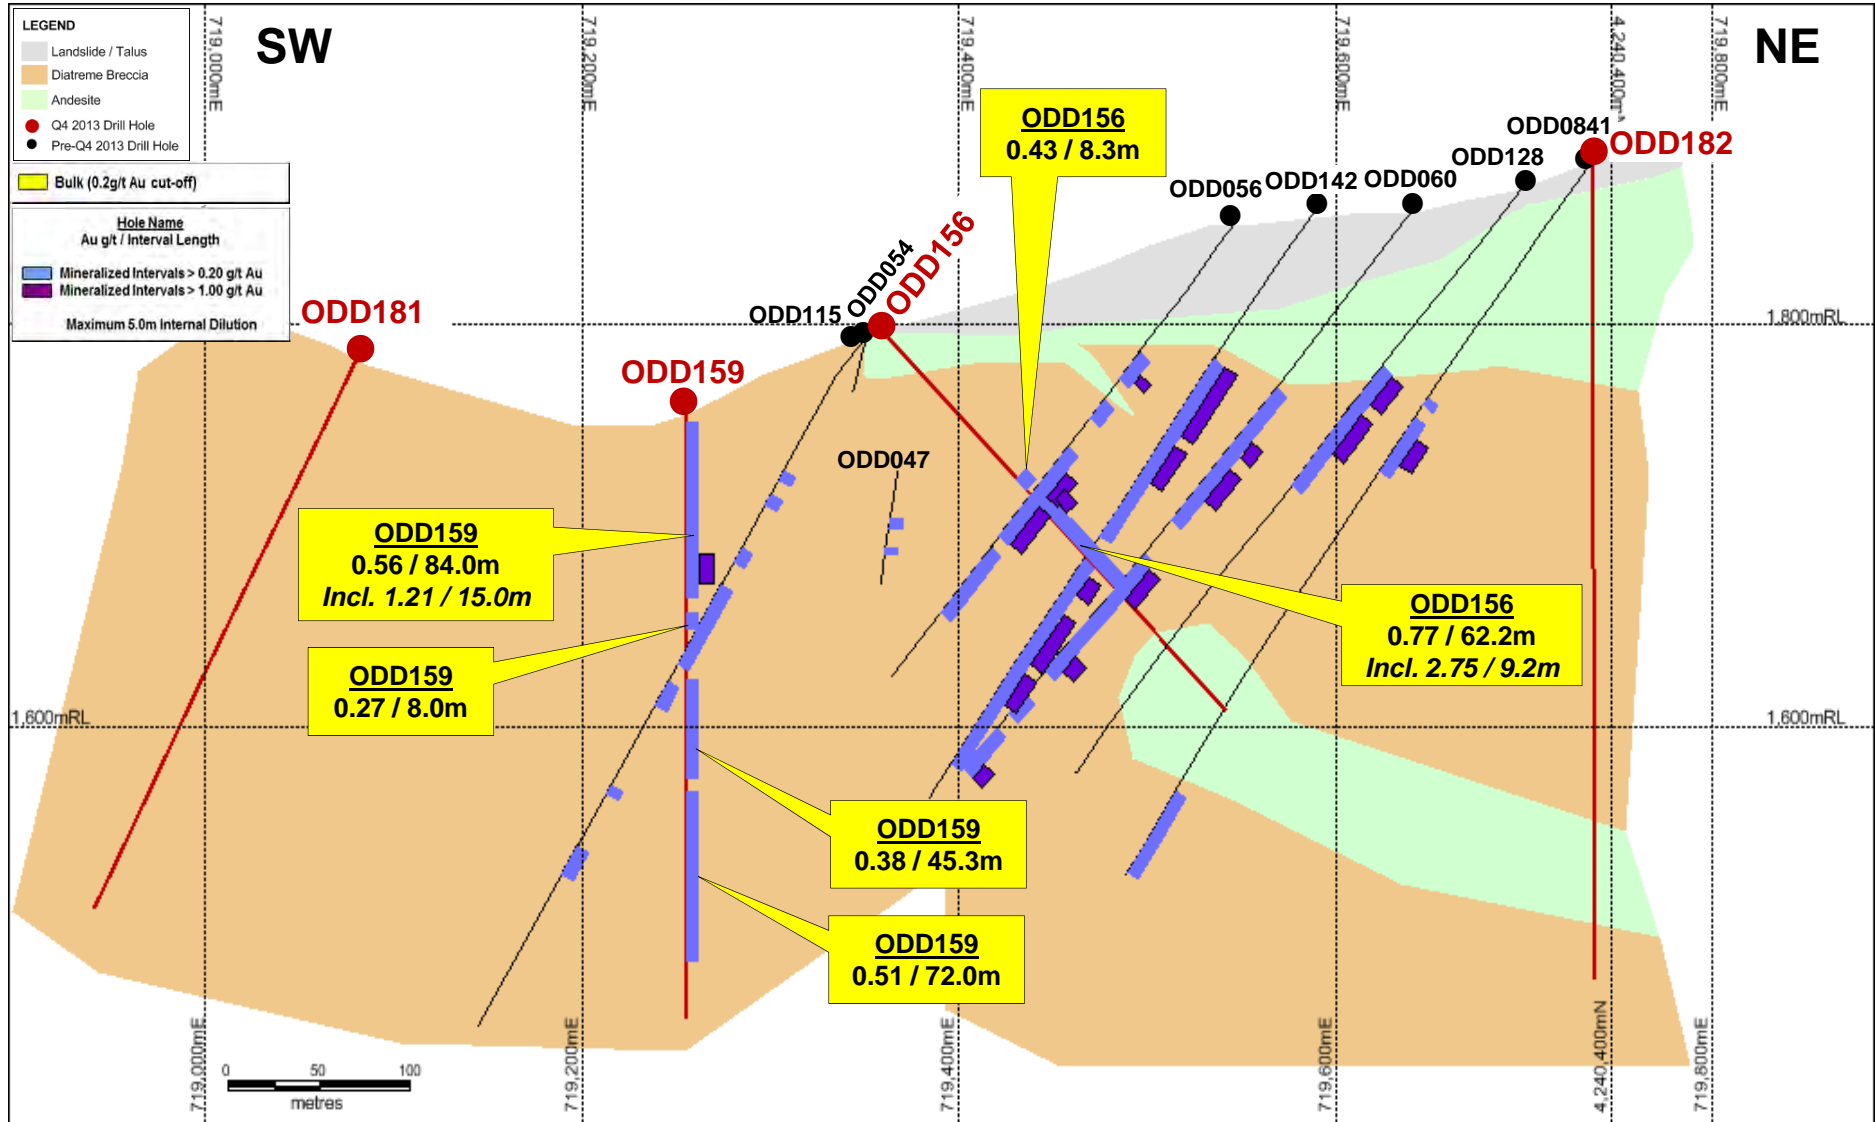 LEGEND
Landslide / Talus
Diatreme Breccia
Andesite
Q4 2013 Drill Hole
Pre-Q4 2013 Drill Hole
Bulk (0.2g/t Au cut-off)
Hole Name
Au g/t / Interval Length
Mineralized Intervals > 0.20 g/t Au
Mineralized Intervals > 1.00 g/t Au
Maximum 5.0m Internal Dilution
SW
NE
719,000mE
719,200mE
719,400mE
719,600mE
4,240,400mN
719,800mE
ODD156
0.43 / 8.3m
ODD0841
ODD182
ODD128
ODD056
ODD142
ODD060
ODD054
ODD156
ODD115
ODD181
1,800mRL
ODD159
ODD047
ODD159
0.56 / 84.0m
Incl. 1.21 / 15.0m
ODD156
0.77 / 62.2m
Incl. 2.75 / 9.2m
ODD159
0.27 / 8.0m
1,600mRL
1,600mRL
ODD159
0.38 / 45.3m
ODD159
0.51 / 72.0m
719,000mE
719,200mE
719,400mE
719,600mE
4,240,400mN
719,800mE
0 50 100
metres